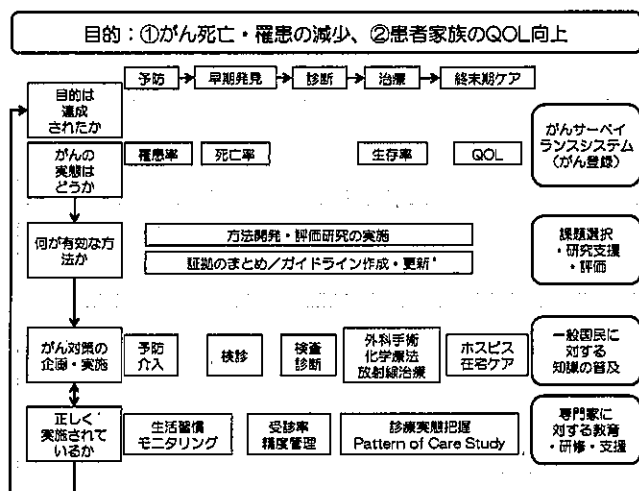 目的：①がん死亡・罹患の減少、②患者家族のQOL向上
予防 早期発見 診断 治療 終末期ケア
目的は
達成
されたか
がんサーベイ
ランスシステム
（がん登録）
がんの
実態は
どうか
罹患率 死亡率 生存率 QOL
何が有効な方
法か
方法開発・評価研究の実施
証拠のまとめ／ガイドライン作成・更新
課題選択
・研究支援
・評価
がん対策の
企画・実施
予防
介入
検診
検査
診断
外科手術
化学療法
放射線治療
ホスピス
在宅ケア
一般国民に
対する
知識の普及
正しく
実施されて
いるか
生活習慣
モニタリング
受診率
精度管理
診療実態把握
Pattern of Care Study
専門家に
対する教育
・研修・支援